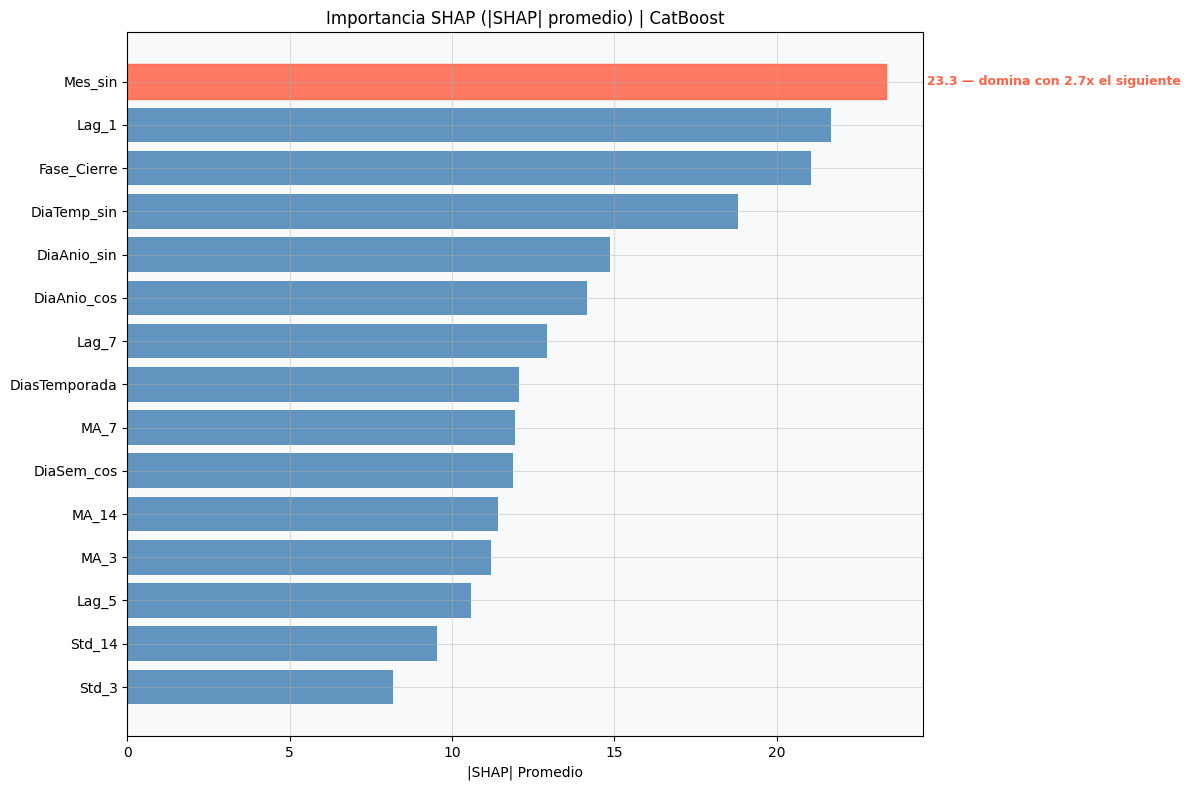 Importancia SHAP (|SHAP| promedio) | CatBoost
Mes_sin
23.3 — domina con 2.7x el siguiente
Lag_1
Fase_Cierre
DiaTemp_sin
DiaAnio_sin
DiaAnio_cos
Lag_7
DiasTemporada
MA_7
DiaSem_cos
MA_14
MA_3
Lag_5
Std_14
Std_3
0 5 10 15 20
|SHAP| Promedio